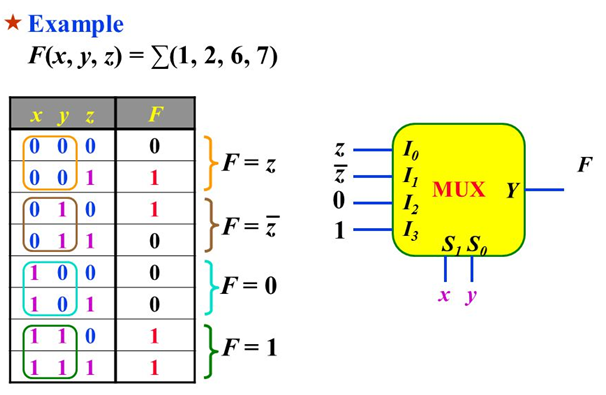 ★ Example
F(x, y, z) = ∑(1, 2, 6, 7)
x y z F
0 0 0 0
0 0 1 1
F = z
0 1 0 1
0 1 1 0
F = z̅
1 0 0 0
1 0 1 0
F = 0
1 1 0 1
1 1 1 1
F = 1
z I₀
z̅ I₁
0 I₂
1 I₃
MUX Y F
S₁ S₀
x y